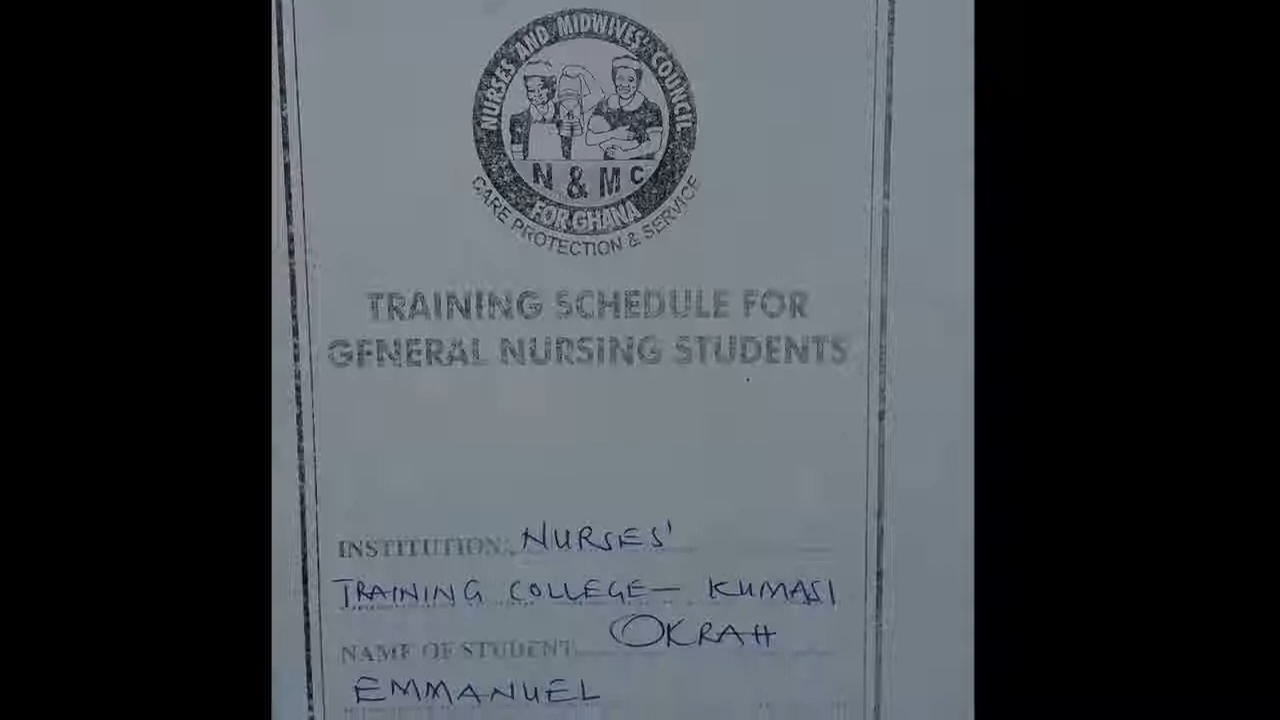 NURSES AND MIDWIVES' COUNCIL
N & M C
FOR GHANA
CARE PROTECTION & SERVICE
TRAINING SCHEDULE FOR
GENERAL NURSING STUDENTS
INSTITUTION: NURSES'
TRAINING COLLEGE — KUMASI
NAME OF STUDENT OKRAH
EMMANUEL